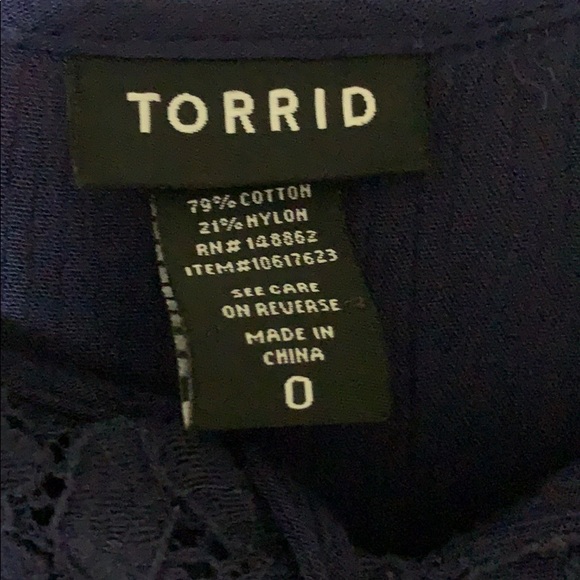 TORRID
79% COTTON
21% NYLON
RN# 148862
ITEM#10617623
SEE CARE
ON REVERSE
MADE IN
CHINA
0